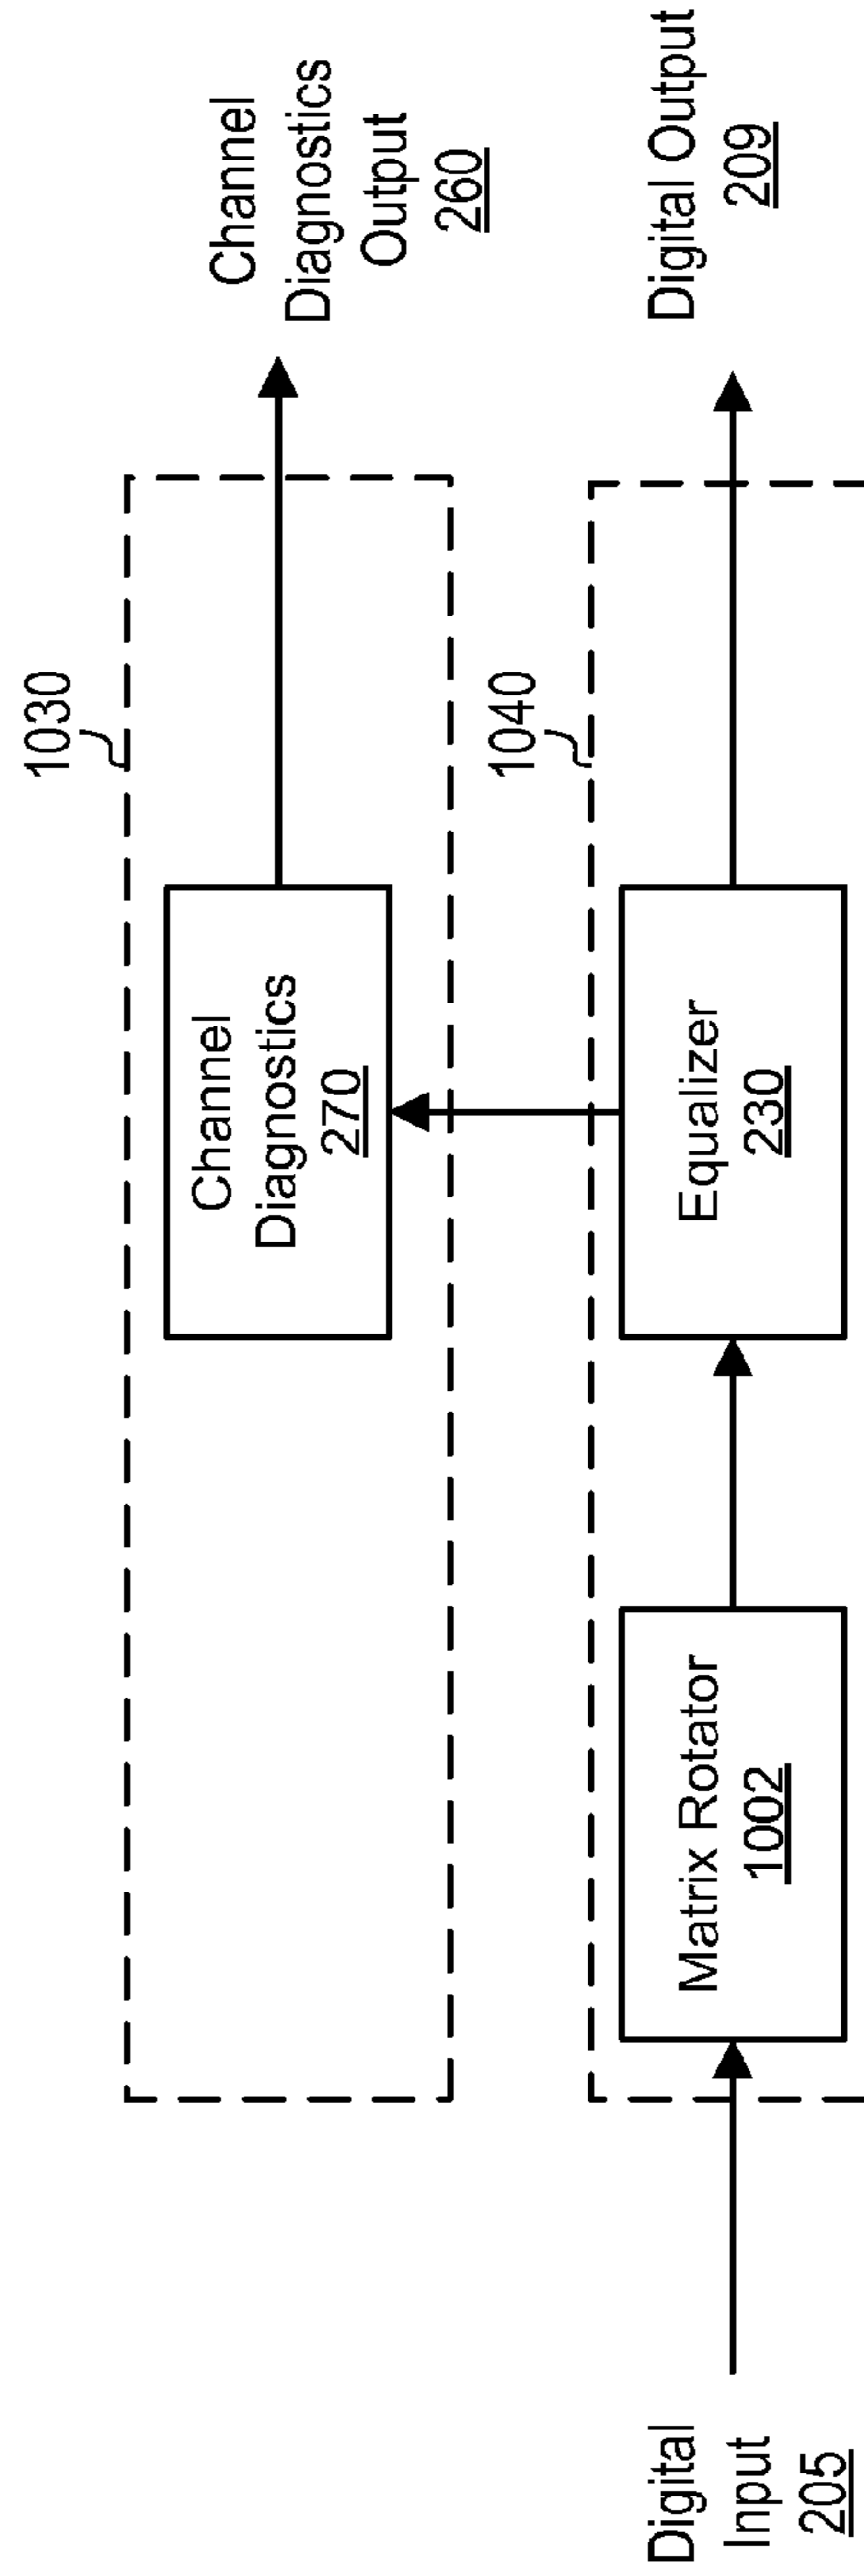 1030
Channel
Diagnostics
270
Channel
Diagnostics
Output
260
1040
Digital
Input
205
Matrix Rotator
1002
Equalizer
230
Digital Output
209